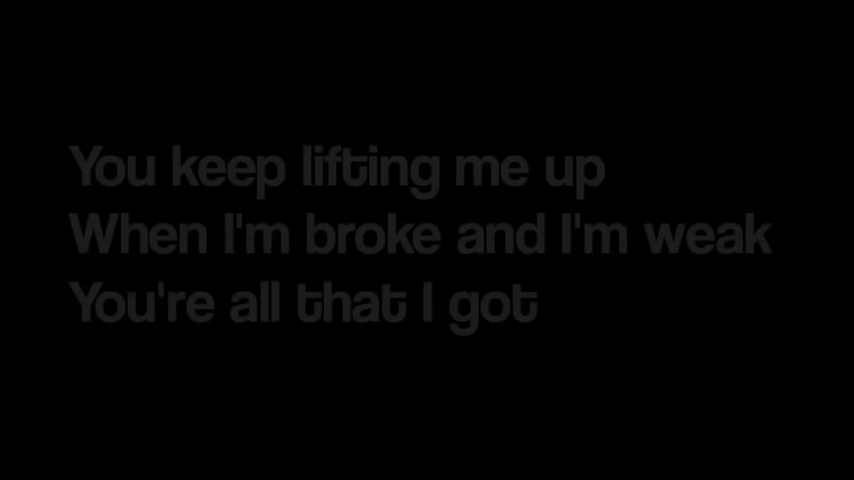 You keep lifting me up
When I'm broke and I'm weak
You're all that I got